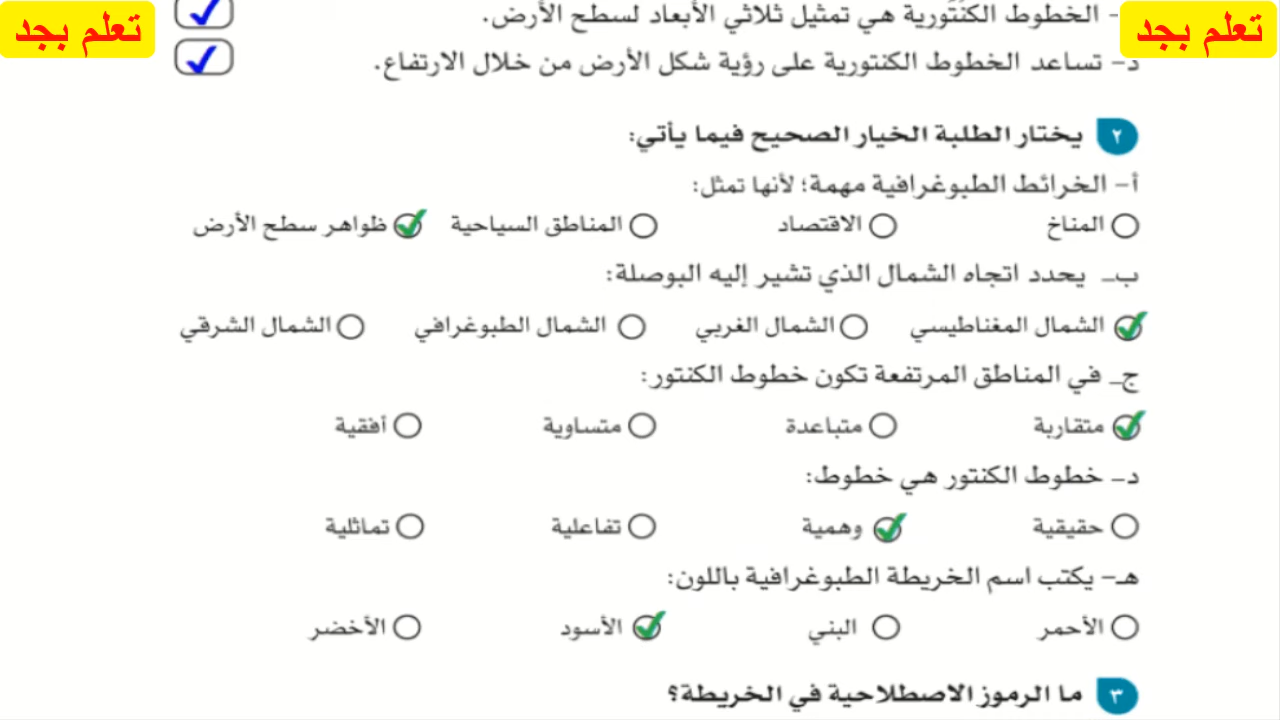 تعلم بجد
تعلم بجد
- الخطوط الكنتورية هي تمثيل ثلاثي الأبعاد لسطح الأرض.
د- تساعد الخطوط الكنتورية على رؤية شكل الأرض من خلال الارتفاع.
٢ يختار الطلبة الخيار الصحيح فيما يأتي:
أ- الخرائط الطبوغرافية مهمة؛ لأنها تمثل:
المناخ الاقتصاد المناطق السياحية ظواهر سطح الأرض
ب- يحدد اتجاه الشمال الذي تشير إليه البوصلة:
الشمال المغناطيسي الشمال الغربي الشمال الطبوغرافي الشمال الشرقي
ج- في المناطق المرتفعة تكون خطوط الكنتور:
متقاربة متباعدة متساوية أفقية
د- خطوط الكنتور هي خطوط:
حقيقية وهمية تفاعلية تماثلية
هـ- يكتب اسم الخريطة الطبوغرافية باللون:
الأحمر البني الأسود الأخضر
٣ ما الرموز الاصطلاحية في الخريطة؟